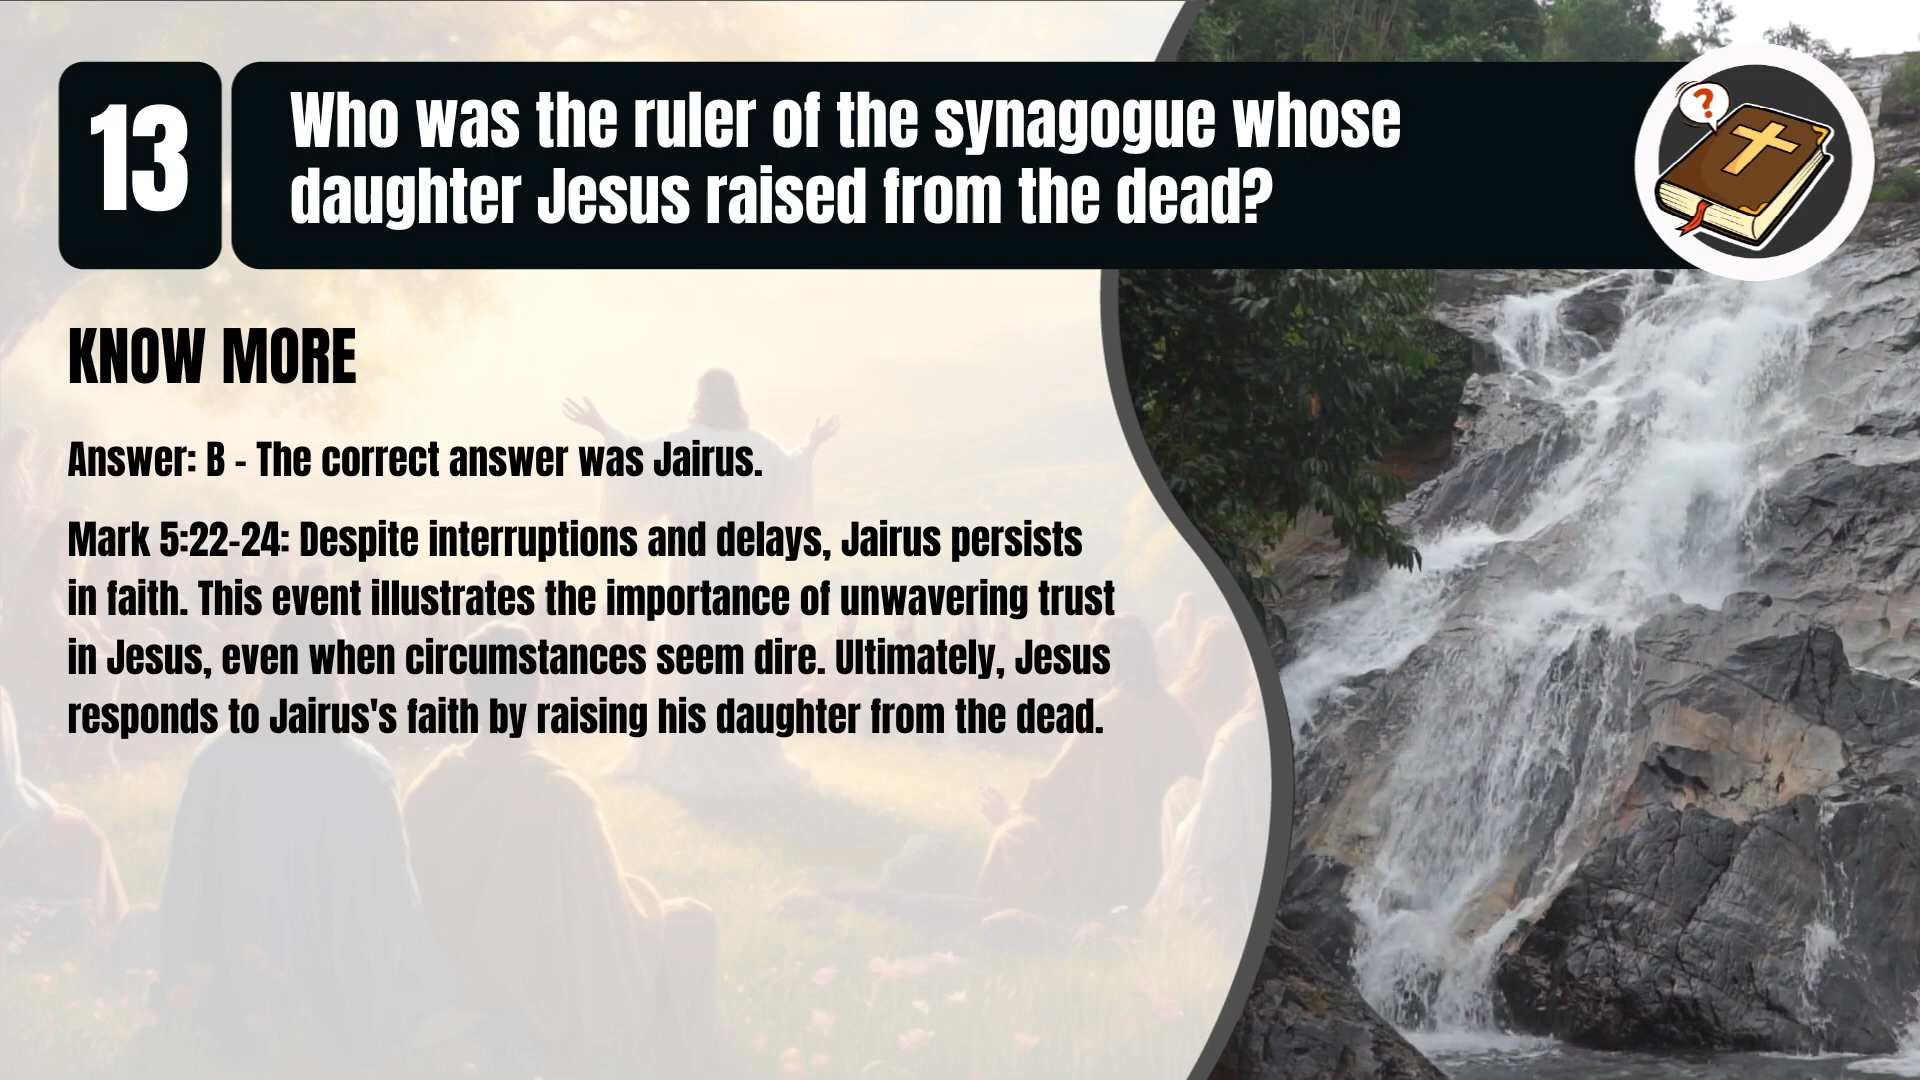 13
Who was the ruler of the synagogue whose
daughter Jesus raised from the dead?
?
KNOW MORE
Answer: B - The correct answer was Jairus.
Mark 5:22-24: Despite interruptions and delays, Jairus persists
in faith. This event illustrates the importance of unwavering trust
in Jesus, even when circumstances seem dire. Ultimately, Jesus
responds to Jairus's faith by raising his daughter from the dead.